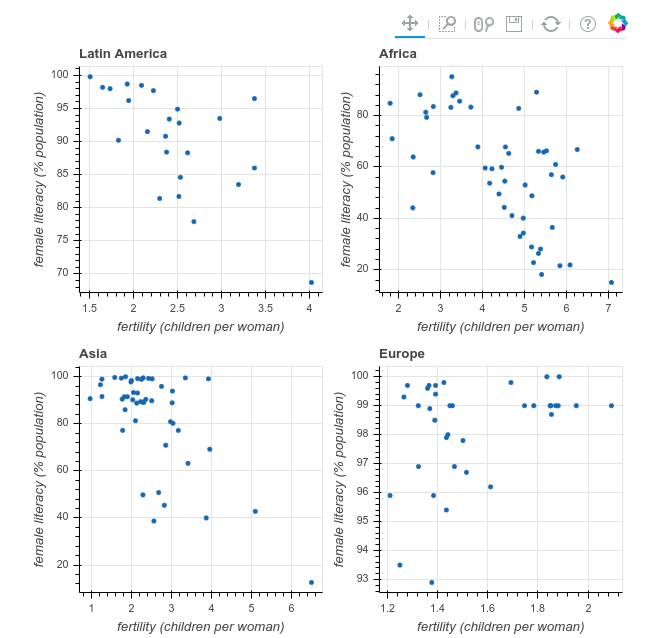 Latin America
female literacy (% population)
100
95
90
85
80
75
70
1.5 2 2.5 3 3.5 4
fertility (children per woman)
Africa
female literacy (% population)
80
60
40
20
2 3 4 5 6 7
fertility (children per woman)
Asia
female literacy (% population)
100
80
60
40
20
1 2 3 4 5 6
fertility (children per woman)
Europe
female literacy (% population)
100
99
98
97
96
95
94
93
1.2 1.4 1.6 1.8 2
fertility (children per woman)